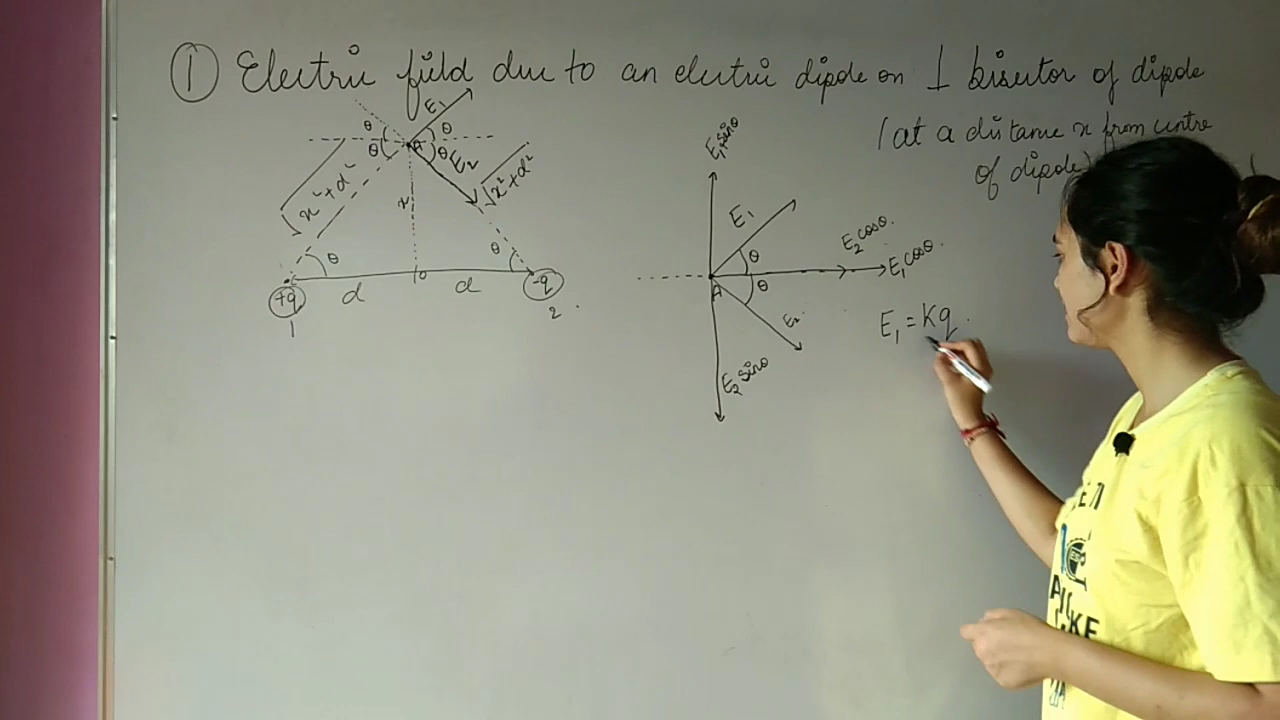 ① Electric field due to an electric dipole on ⊥ bisector of dipole
(at a distance x from centre
of dipole)
E₁
θ
θ
θ
θ
A
E₂
√x²+d²
√x²+d²
x
θ
θ
+q
d
o
d
-q
1
2
E₁sinθ
E₁
θ
E₂cosθ
E₁cosθ
A
θ
E₂
E₂sinθ
E₁ = Kq